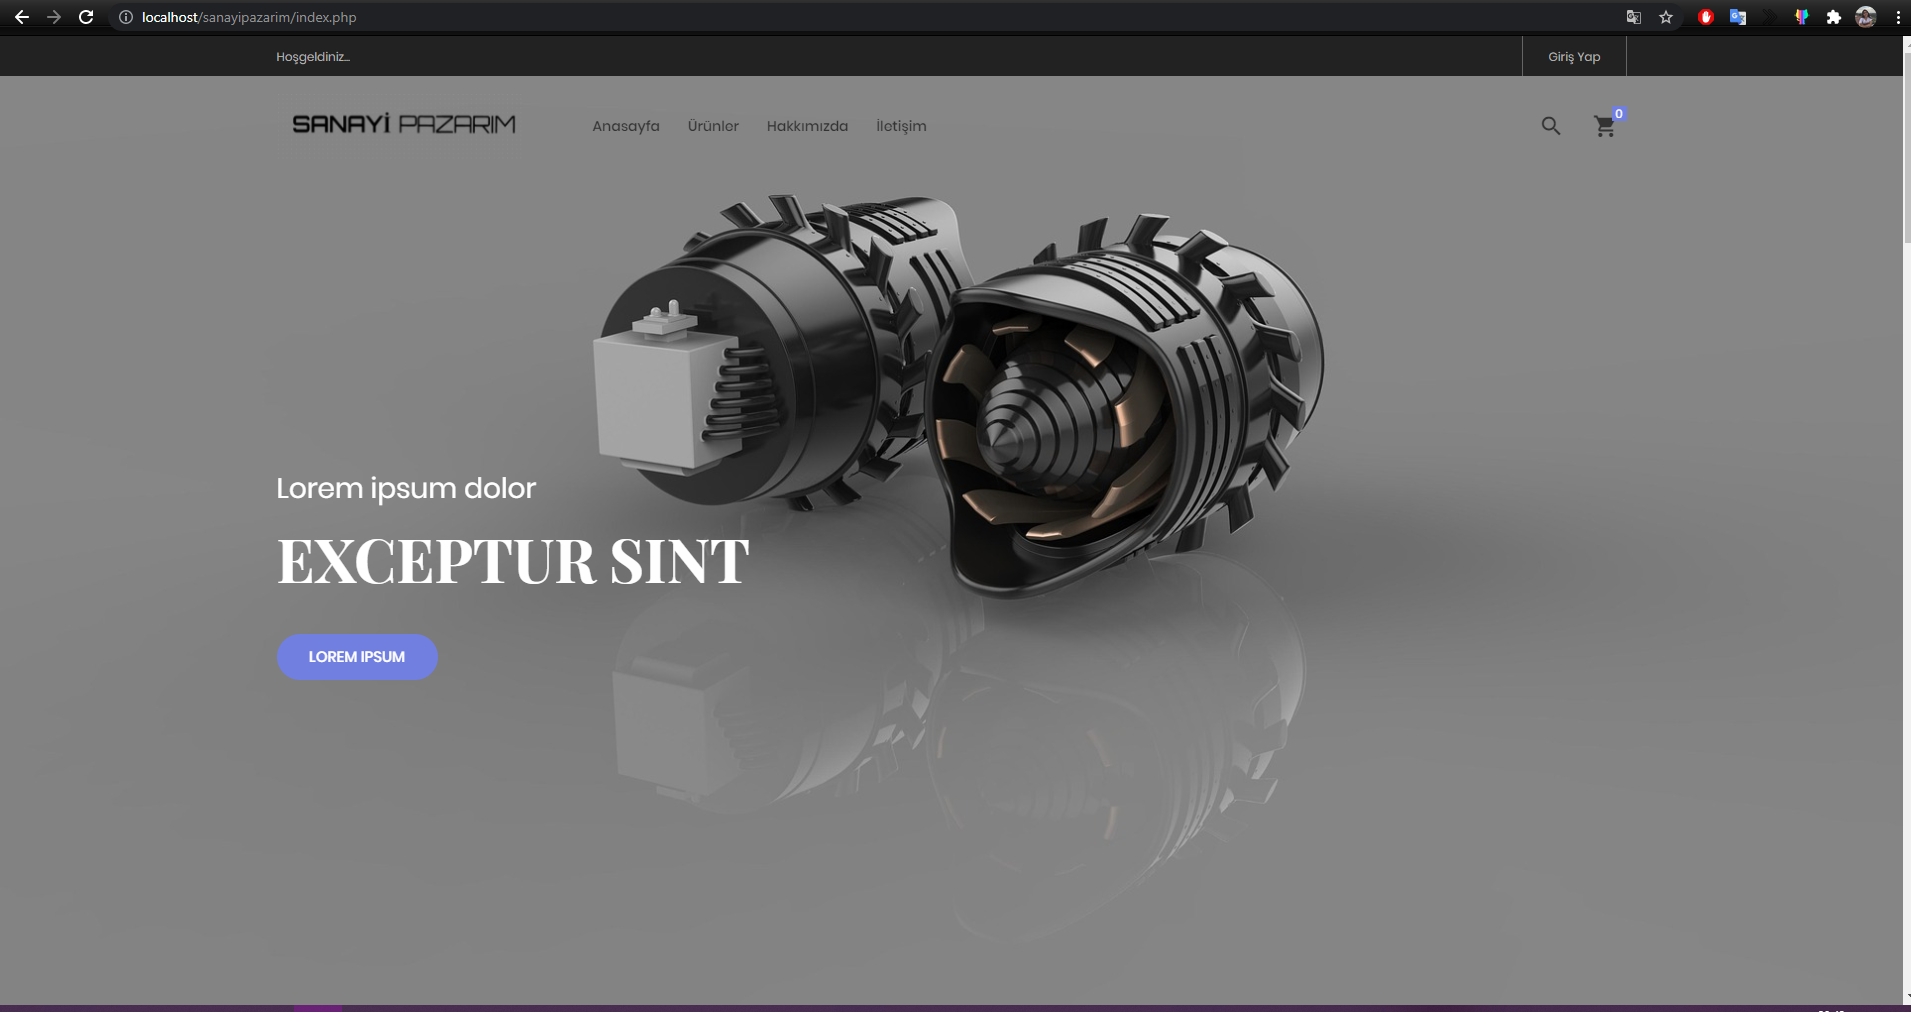 localhost/sanayipazarim/index.php
Hoşgeldiniz...
Giriş Yap
SANAYİ PAZARIM
Anasayfa Ürünler Hakkımızda İletişim
0
Lorem ipsum dolor
EXCEPTUR SINT
LOREM IPSUM